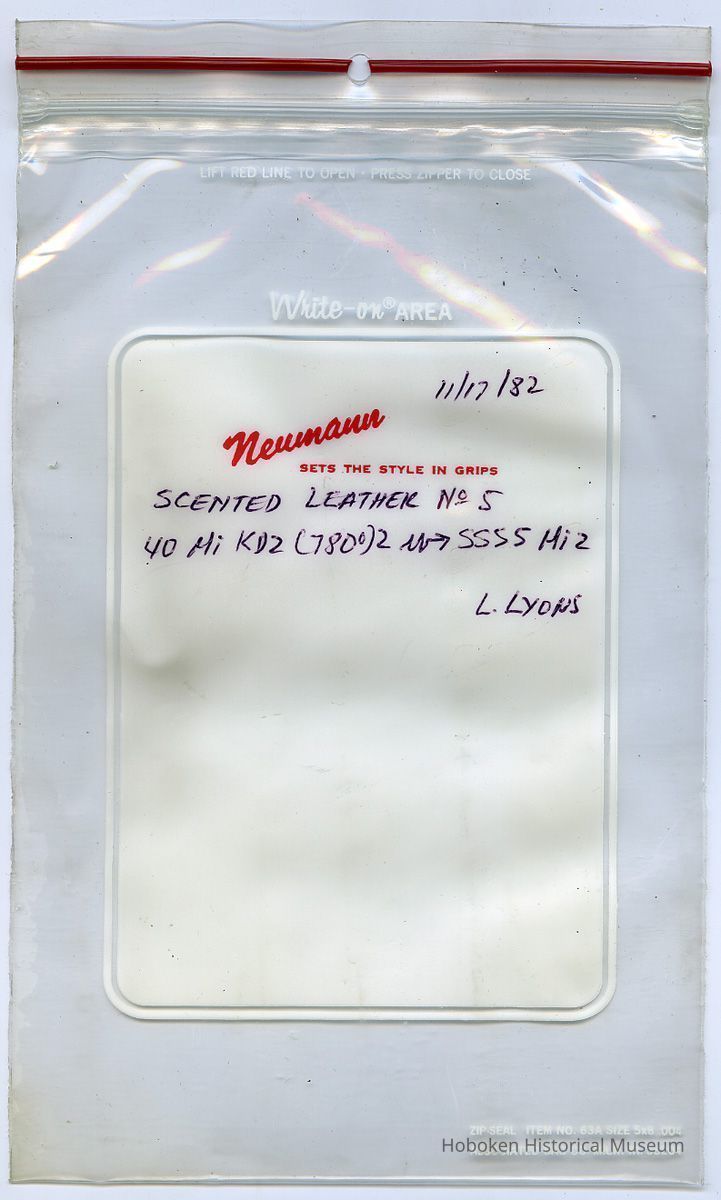 LIFT RED LINE TO OPEN · PRESS ZIPPER TO CLOSE
Write-on® AREA
11/17/82
Neumann
SETS THE STYLE IN GRIPS
SCENTED LEATHER Nº 5
40 Mi KD2 (780⁰)2 → SSS5 Mi 2
L. LYONS
ZIP SEAL ITEM NO. 63A SIZE 5x8 .004
Hoboken Historical Museum